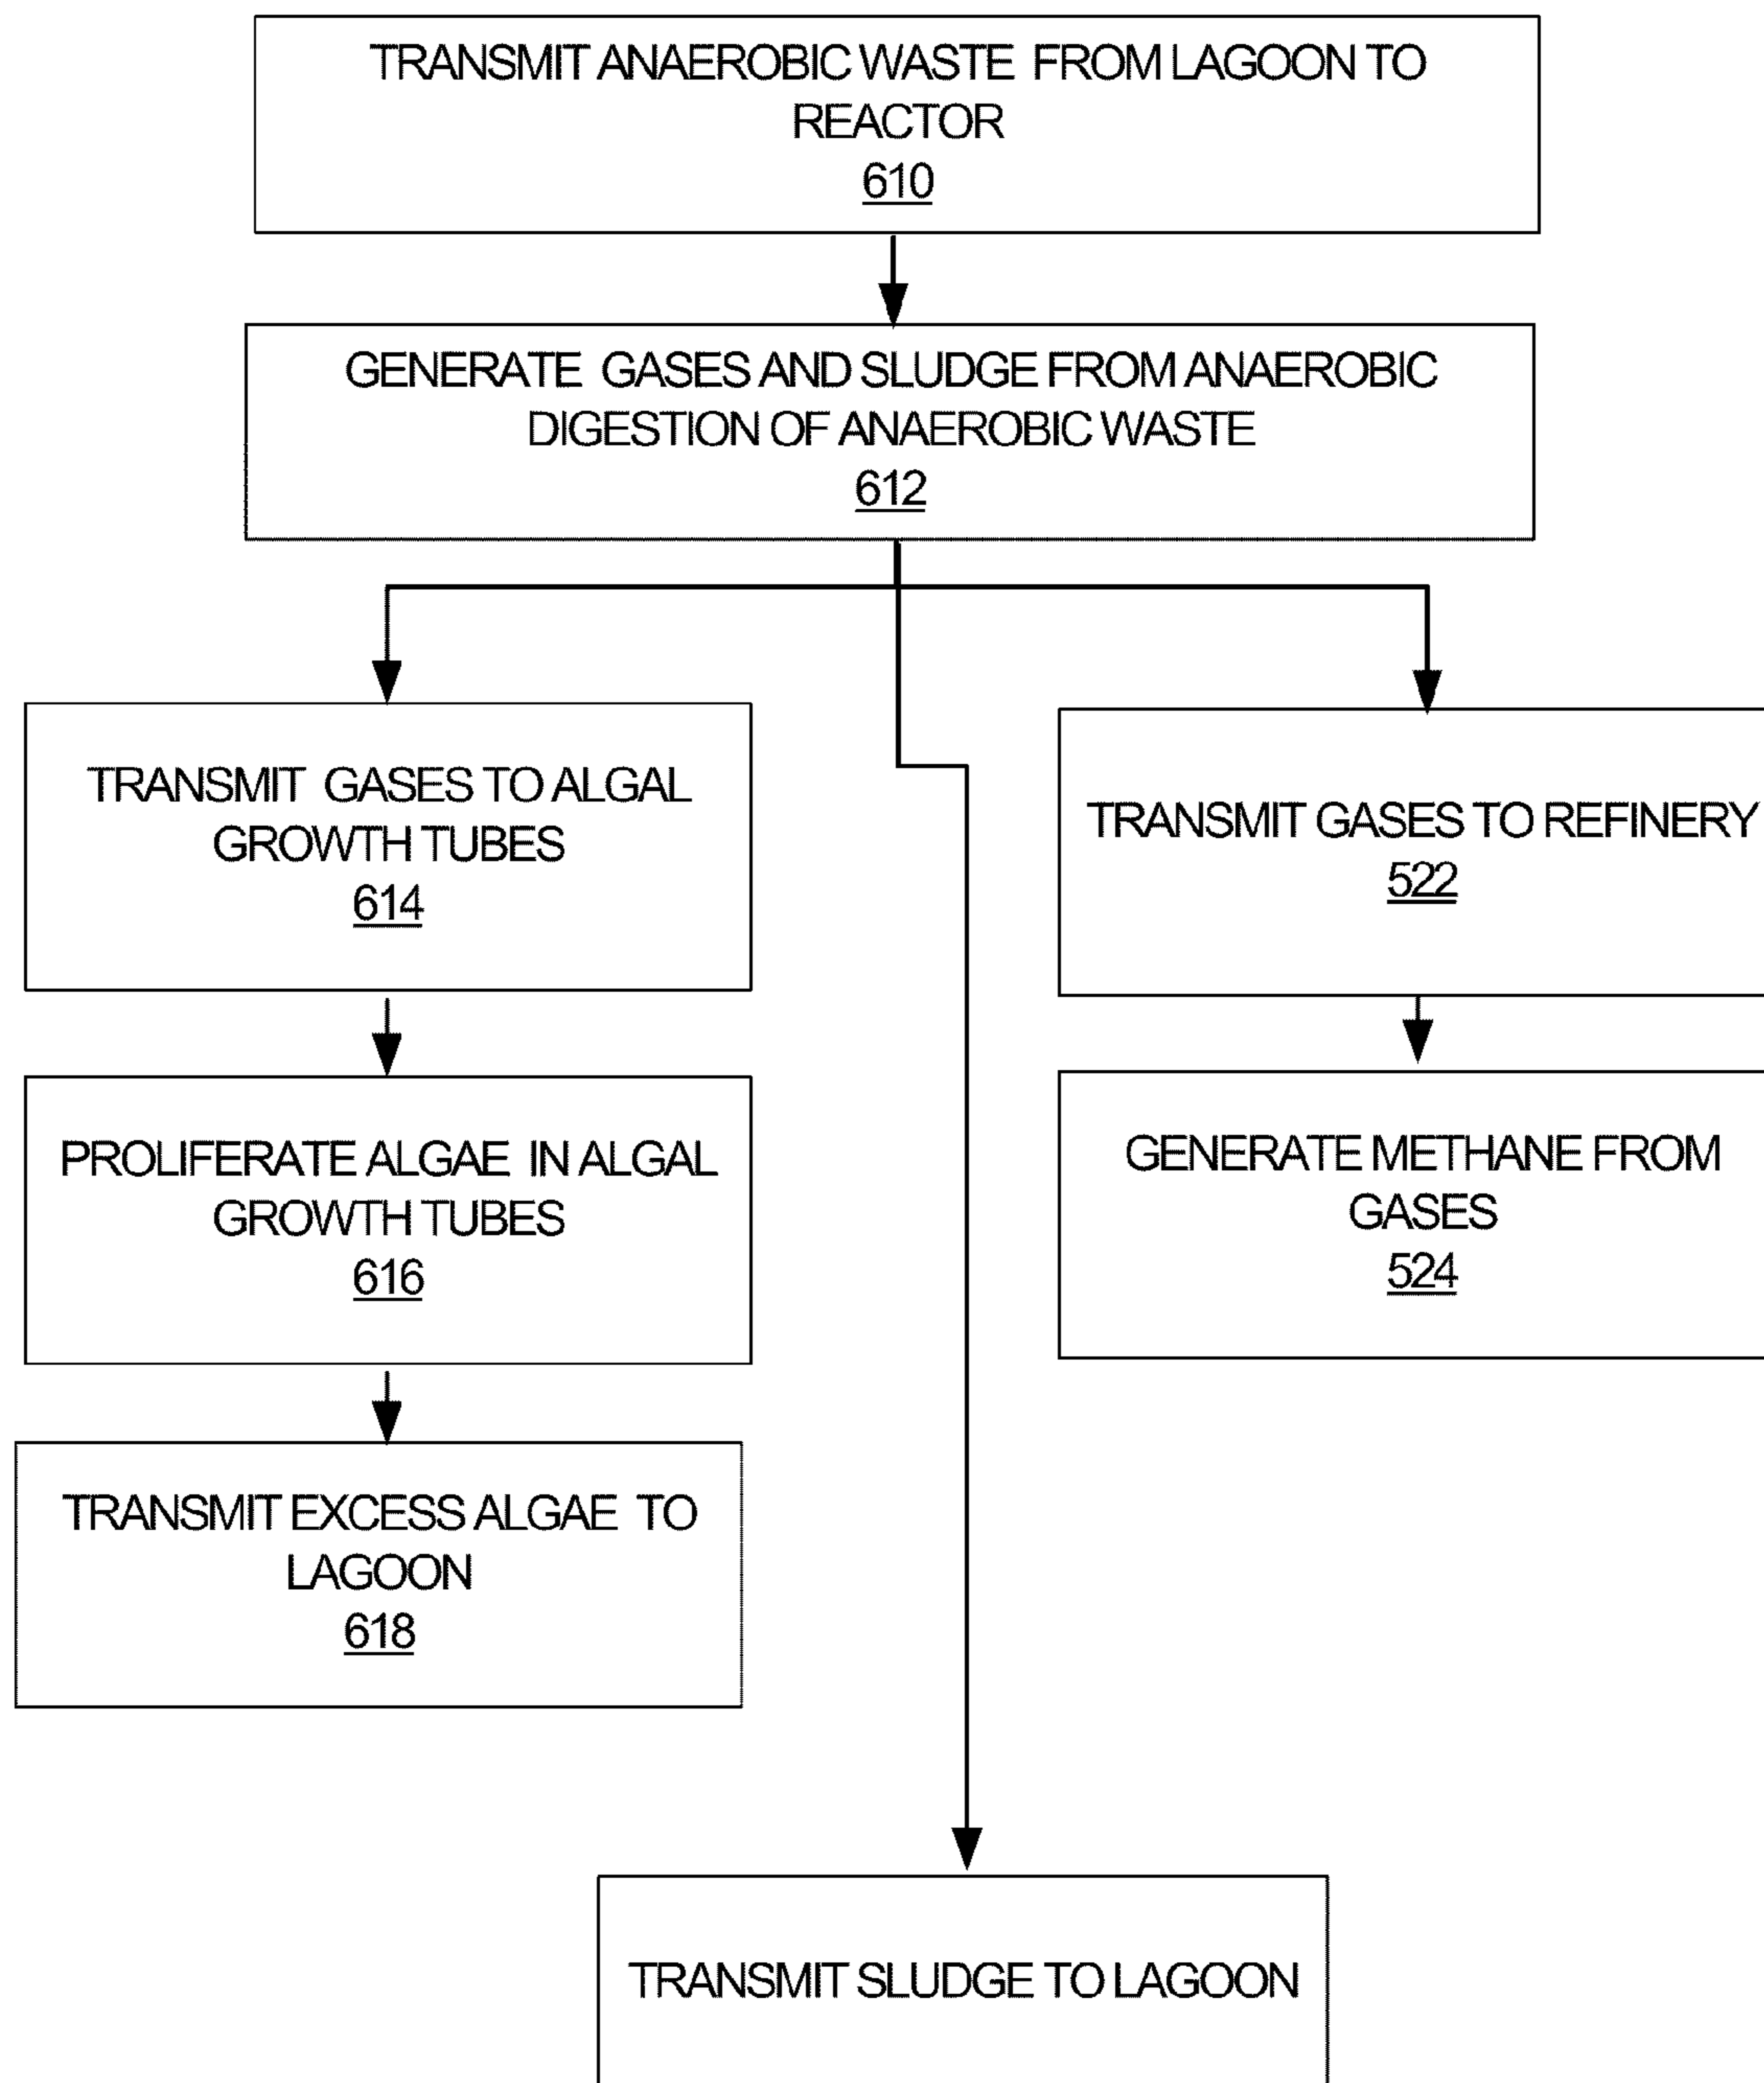 TRANSMIT ANAEROBIC WASTE FROM LAGOON TO
REACTOR
610
GENERATE GASES AND SLUDGE FROM ANAEROBIC
DIGESTION OF ANAEROBIC WASTE
612
TRANSMIT GASES TO ALGAL
GROWTH TUBES
614
TRANSMIT GASES TO REFINERY
522
PROLIFERATE ALGAE IN ALGAL
GROWTH TUBES
616
GENERATE METHANE FROM
GASES
524
TRANSMIT EXCESS ALGAE TO
LAGOON
618
TRANSMIT SLUDGE TO LAGOON